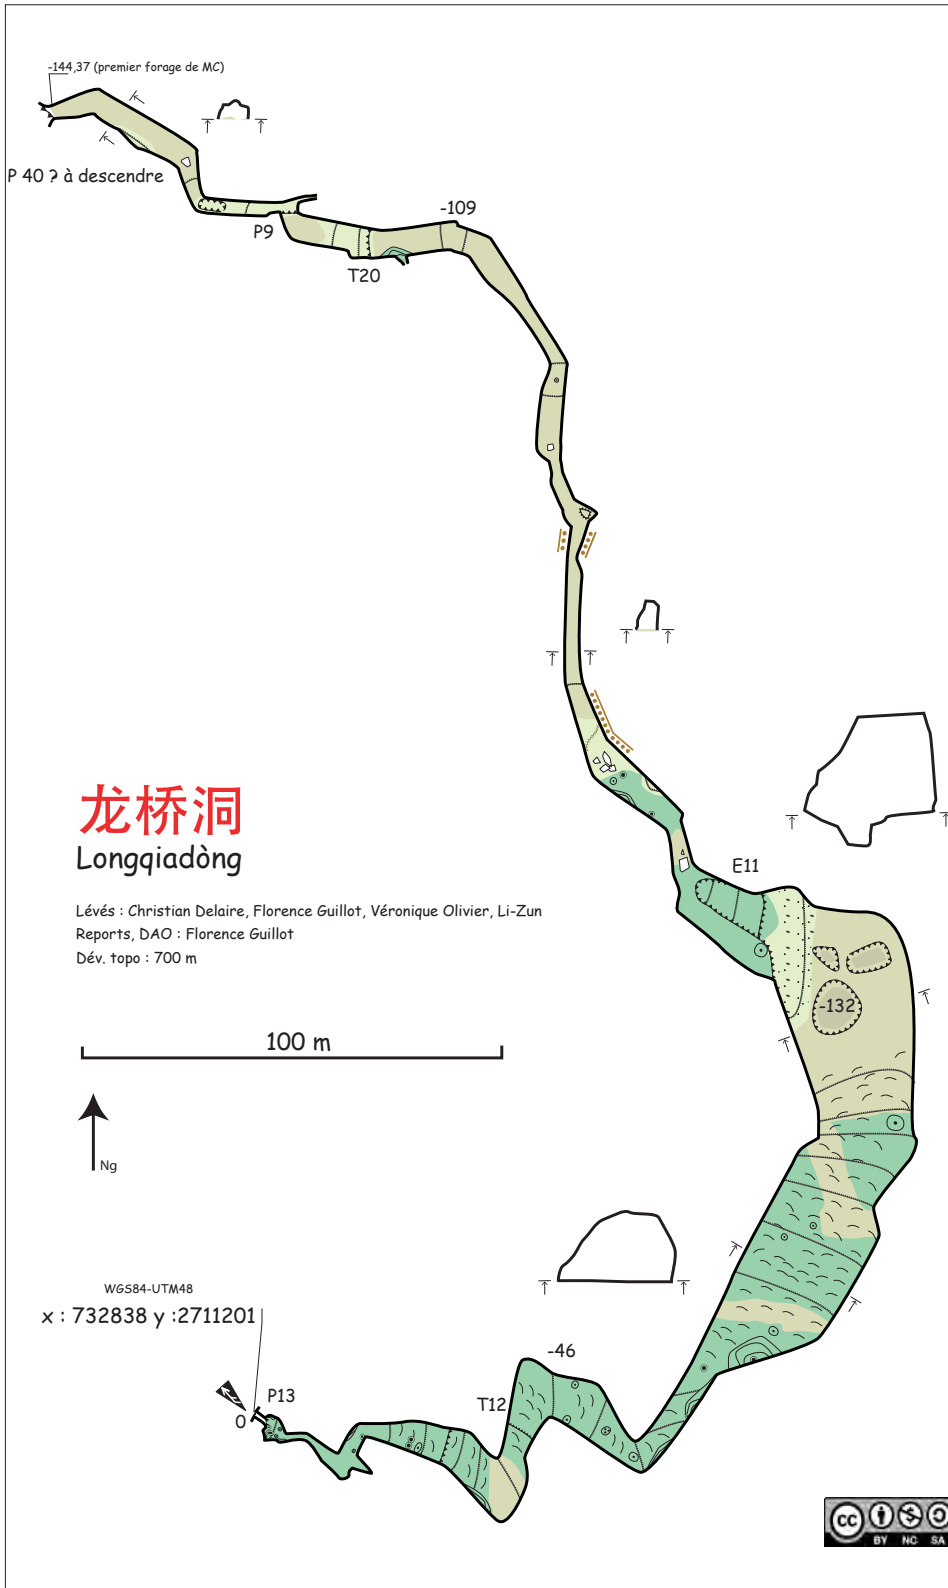 -144,37 (premier forage de MC)
P 40 ? à descendre
P9
-109
T20
龙桥洞
Longqiadòng
Lévés : Christian Delaire, Florence Guillot, Véronique Olivier, Li-Zun
Reports, DAO : Florence Guillot
Dév. topo : 700 m
E11
-132
100 m
Ng
WGS84-UTM48
x : 732838 y :2711201
-46
P13
T12
0
cc
BY NC SA